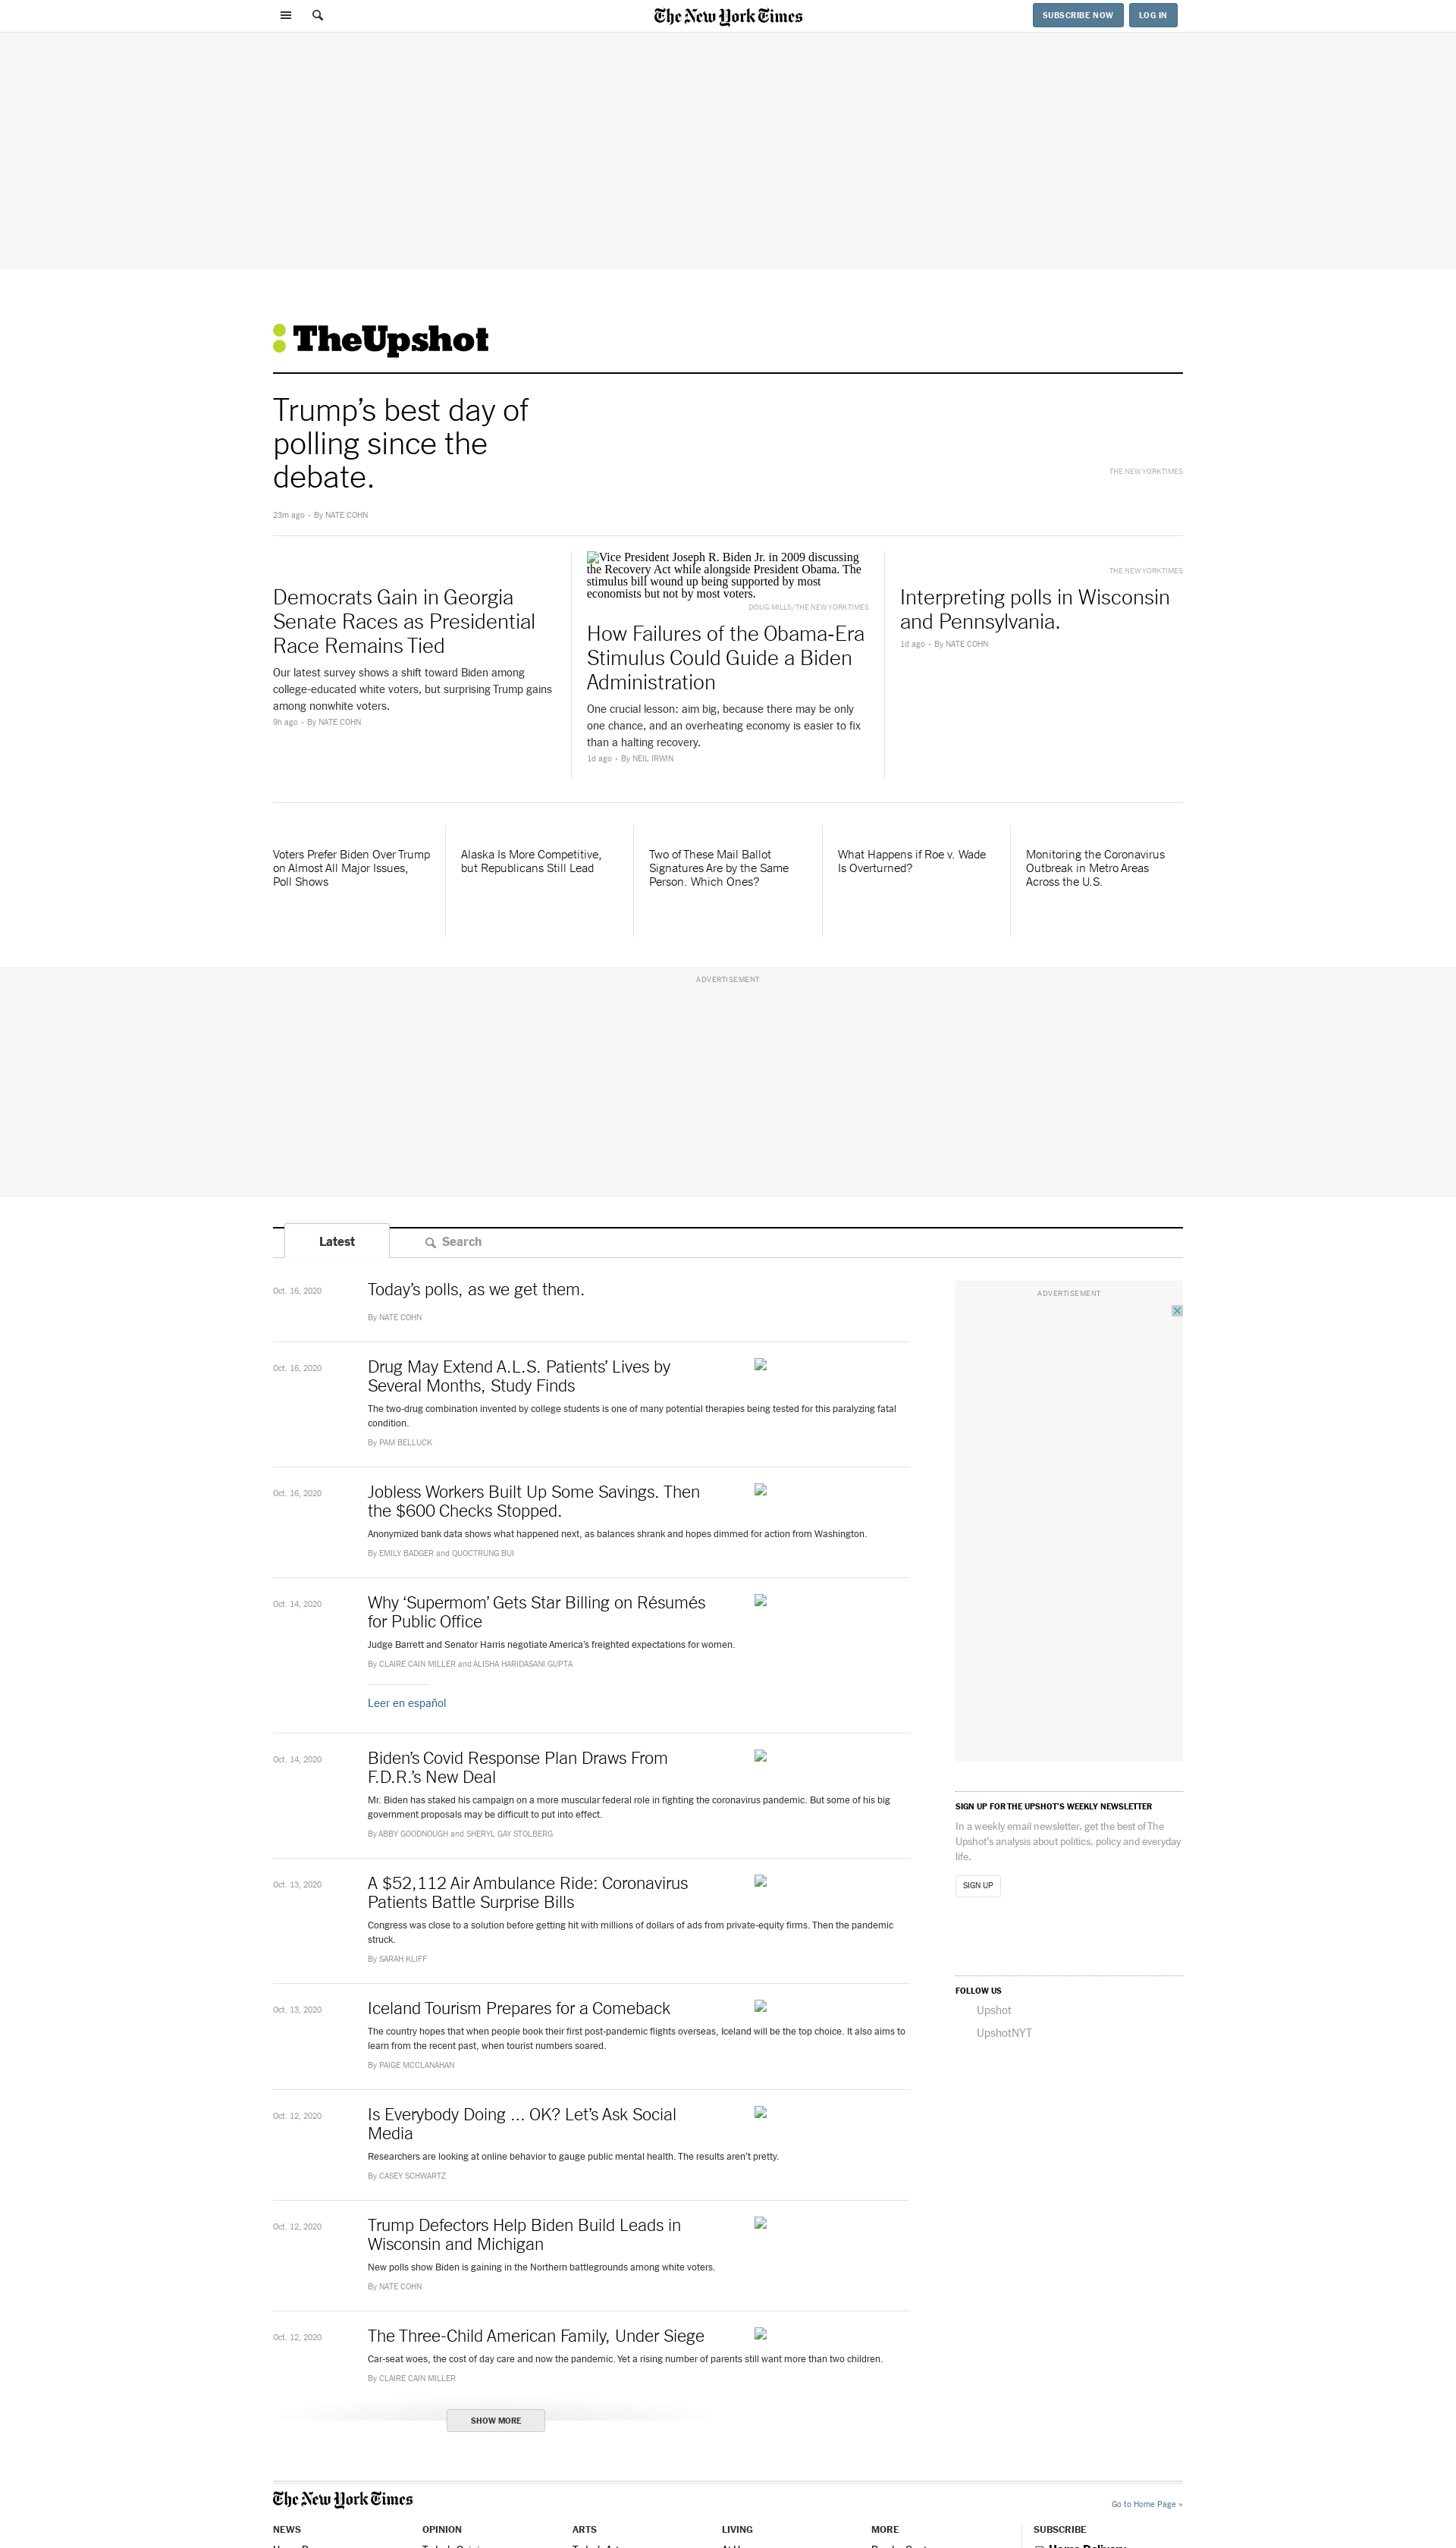 The New York Times
SUBSCRIBE NOW
LOG IN
TheUpshot
Trump’s best day of
polling since the
debate.
THE NEW YORK TIMES
23m ago • By NATE COHN
Democrats Gain in Georgia
Senate Races as Presidential
Race Remains Tied
Our latest survey shows a shift toward Biden among
college-educated white voters, but surprising Trump gains
among nonwhite voters.
9h ago • By NATE COHN
Vice President Joseph R. Biden Jr. in 2009 discussing
the Recovery Act while alongside President Obama. The
stimulus bill wound up being supported by most
economists but not by most voters.
DOUG MILLS/THE NEW YORK TIMES
How Failures of the Obama-Era
Stimulus Could Guide a Biden
Administration
One crucial lesson: aim big, because there may be only
one chance, and an overheating economy is easier to fix
than a halting recovery.
1d ago • By NEIL IRWIN
THE NEW YORK TIMES
Interpreting polls in Wisconsin
and Pennsylvania.
1d ago • By NATE COHN
Voters Prefer Biden Over Trump
on Almost All Major Issues,
Poll Shows
Alaska Is More Competitive,
but Republicans Still Lead
Two of These Mail Ballot
Signatures Are by the Same
Person. Which Ones?
What Happens if Roe v. Wade
Is Overturned?
Monitoring the Coronavirus
Outbreak in Metro Areas
Across the U.S.
ADVERTISEMENT
Latest
Search
Oct. 16, 2020
Today’s polls, as we get them.
By NATE COHN
Oct. 16, 2020
Drug May Extend A.L.S. Patients’ Lives by
Several Months, Study Finds
The two-drug combination invented by college students is one of many potential therapies being tested for this paralyzing fatal
condition.
By PAM BELLUCK
Oct. 16, 2020
Jobless Workers Built Up Some Savings. Then
the $600 Checks Stopped.
Anonymized bank data shows what happened next, as balances shrank and hopes dimmed for action from Washington.
By EMILY BADGER and QUOCTRUNG BUI
Oct. 14, 2020
Why ‘Supermom’ Gets Star Billing on Résumés
for Public Office
Judge Barrett and Senator Harris negotiate America’s freighted expectations for women.
By CLAIRE CAIN MILLER and ALISHA HARIDASANI GUPTA
Leer en español
Oct. 14, 2020
Biden’s Covid Response Plan Draws From
F.D.R.’s New Deal
Mr. Biden has staked his campaign on a more muscular federal role in fighting the coronavirus pandemic. But some of his big
government proposals may be difficult to put into effect.
By ABBY GOODNOUGH and SHERYL GAY STOLBERG
Oct. 13, 2020
A $52,112 Air Ambulance Ride: Coronavirus
Patients Battle Surprise Bills
Congress was close to a solution before getting hit with millions of dollars of ads from private-equity firms. Then the pandemic
struck.
By SARAH KLIFF
Oct. 13, 2020
Iceland Tourism Prepares for a Comeback
The country hopes that when people book their first post-pandemic flights overseas, Iceland will be the top choice. It also aims to
learn from the recent past, when tourist numbers soared.
By PAIGE MCCLANAHAN
Oct. 12, 2020
Is Everybody Doing ... OK? Let’s Ask Social
Media
Researchers are looking at online behavior to gauge public mental health. The results aren’t pretty.
By CASEY SCHWARTZ
Oct. 12, 2020
Trump Defectors Help Biden Build Leads in
Wisconsin and Michigan
New polls show Biden is gaining in the Northern battlegrounds among white voters.
By NATE COHN
Oct. 12, 2020
The Three-Child American Family, Under Siege
Car-seat woes, the cost of day care and now the pandemic. Yet a rising number of parents still want more than two children.
By CLAIRE CAIN MILLER
SHOW MORE
ADVERTISEMENT
SIGN UP FOR THE UPSHOT’S WEEKLY NEWSLETTER
In a weekly email newsletter, get the best of The
Upshot’s analysis about politics, policy and everyday
life.
SIGN UP
FOLLOW US
Upshot
UpshotNYT
The New York Times
Go to Home Page »
NEWS
OPINION
ARTS
LIVING
MORE
SUBSCRIBE